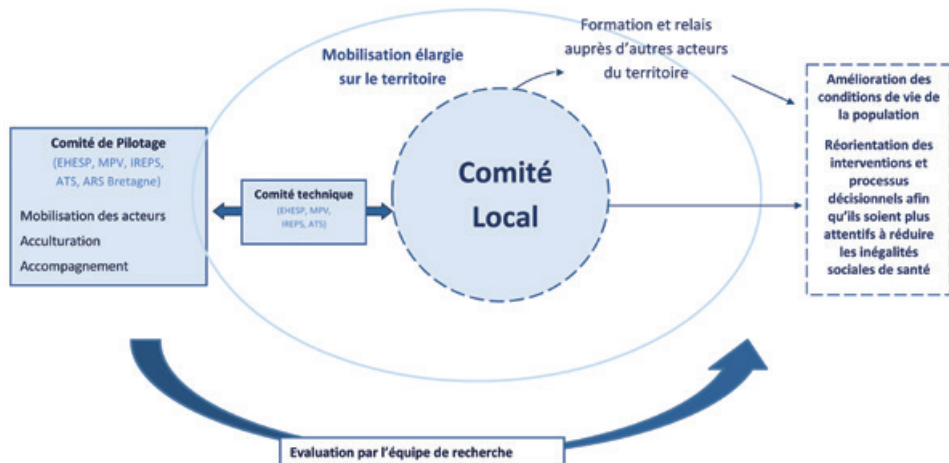 Formation et relais
auprès d'autres acteurs
du territoire
Mobilisation élargie
sur le territoire
Comité de Pilotage
(EHESP, MPV, IREPS,
ATS, ARS Bretagne)
Mobilisation des acteurs
Acculturation
Accompagnement
Comité technique
(EHESP, MPV,
IREPS, ATS)
Comité
Local
Amélioration des
conditions de vie de
la population
Réorientation des
interventions et
processus
décisionnels afin
qu'ils soient plus
attentifs à réduire
les inégalités
sociales de santé
Evaluation par l'équipe de recherche